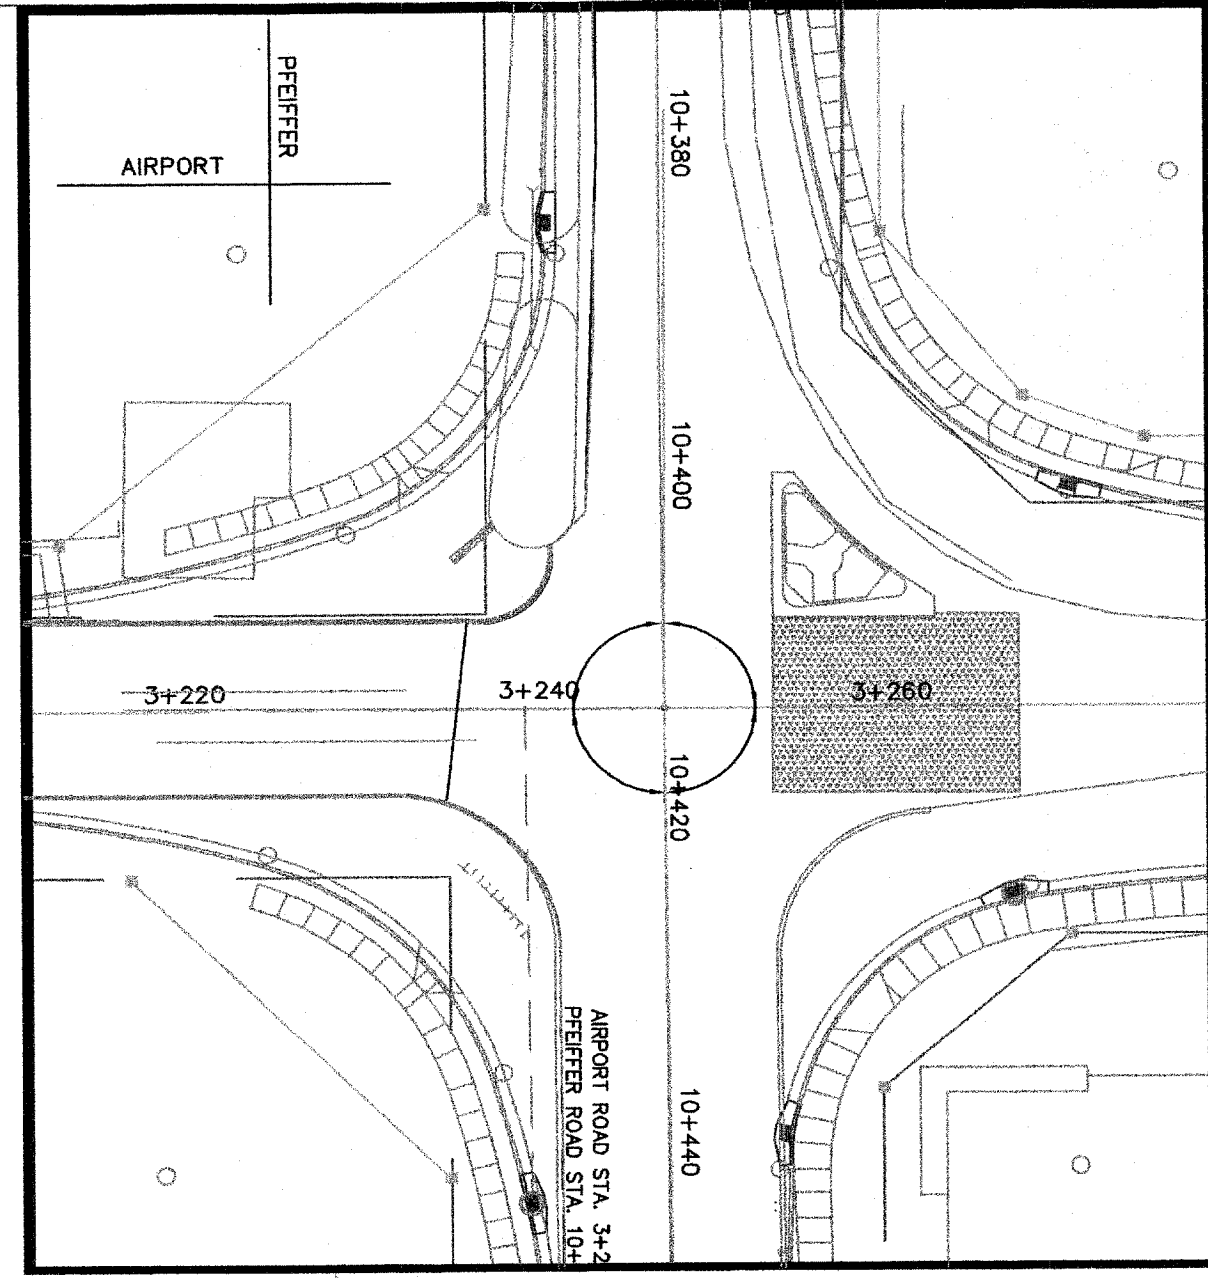 PFEIFFER
AIRPORT
10+380
10+400
3+220
3+240
3+260
10+420
10+440
AIRPORT ROAD STA. 3+2
PFEIFFER ROAD STA. 10+